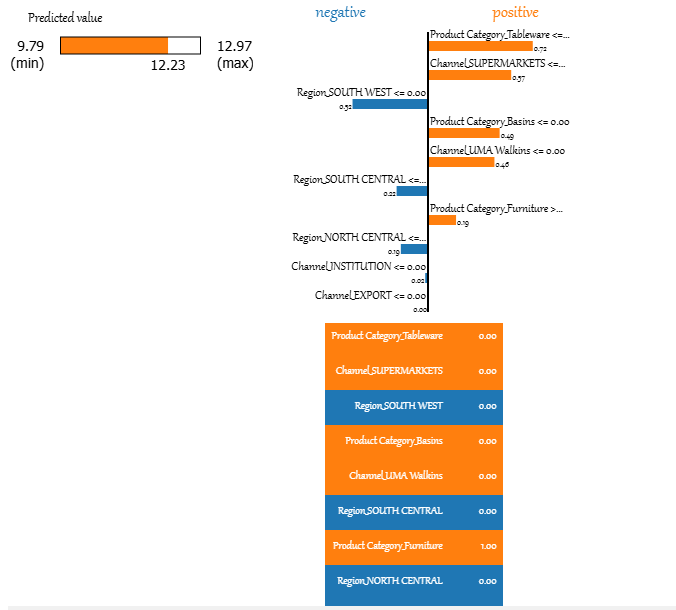 Predicted value
9.79
(min)
12.97
(max)
12.23
negative
positive
Product Category_Tableware <=...
0.72
Channel_SUPERMARKETS <=...
0.57
Region_SOUTH WEST <= 0.00
0.52
Product Category_Basins <= 0.00
0.49
Channel_UMA Walkins <= 0.00
0.46
Region_SOUTH CENTRAL <=...
0.22
Product Category_Furniture >...
0.19
Region_NORTH CENTRAL <=...
0.19
Channel_INSTITUTION <= 0.00
0.02
Channel_EXPORT <= 0.00
0.00
Product Category_Tableware 0.00
Channel_SUPERMARKETS 0.00
Region_SOUTH WEST 0.00
Product Category_Basins 0.00
Channel_UMA Walkins 0.00
Region_SOUTH CENTRAL 0.00
Product Category_Furniture 1.00
Region_NORTH CENTRAL 0.00